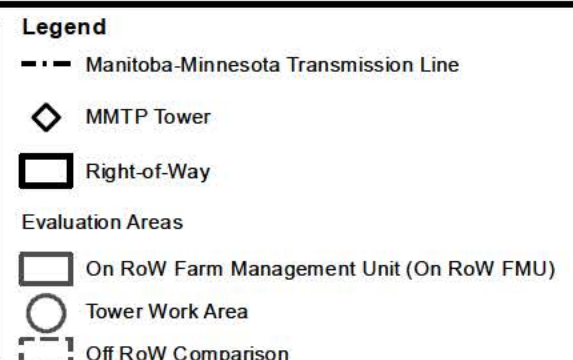 Legend
Manitoba-Minnesota Transmission Line
MMTP Tower
Right-of-Way
Evaluation Areas
On RoW Farm Management Unit (On RoW FMU)
Tower Work Area
Off RoW Comparison